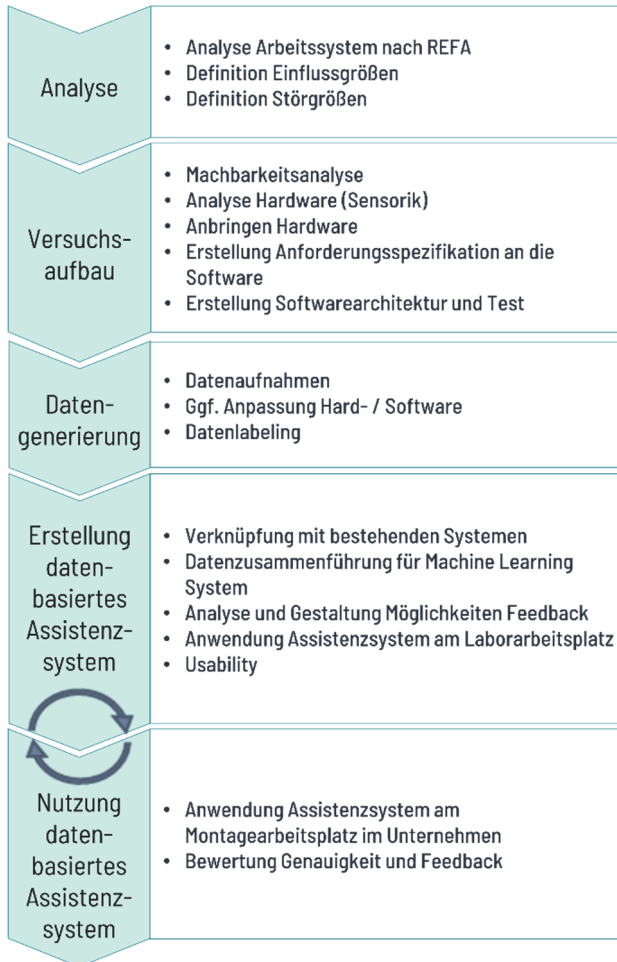 Analyse
• Analyse Arbeitssystem nach REFA
• Definition Einflussgrößen
• Definition Störgrößen
Versuchs-
aufbau
• Machbarkeitsanalyse
• Analyse Hardware (Sensorik)
• Anbringen Hardware
• Erstellung Anforderungsspezifikation an die
Software
• Erstellung Softwarearchitektur und Test
Daten-
generierung
• Datenaufnahmen
• Ggf. Anpassung Hard- / Software
• Datenlabeling
Erstellung
daten-
basiertes
Assistenz-
system
• Verknüpfung mit bestehenden Systemen
• Datenzusammenführung für Machine Learning
System
• Analyse und Gestaltung Möglichkeiten Feedback
• Anwendung Assistenzsystem am Laborarbeitsplatz
• Usability
Nutzung
daten-
basiertes
Assistenz-
system
• Anwendung Assistenzsystem am
Montagearbeitsplatz im Unternehmen
• Bewertung Genauigkeit und Feedback